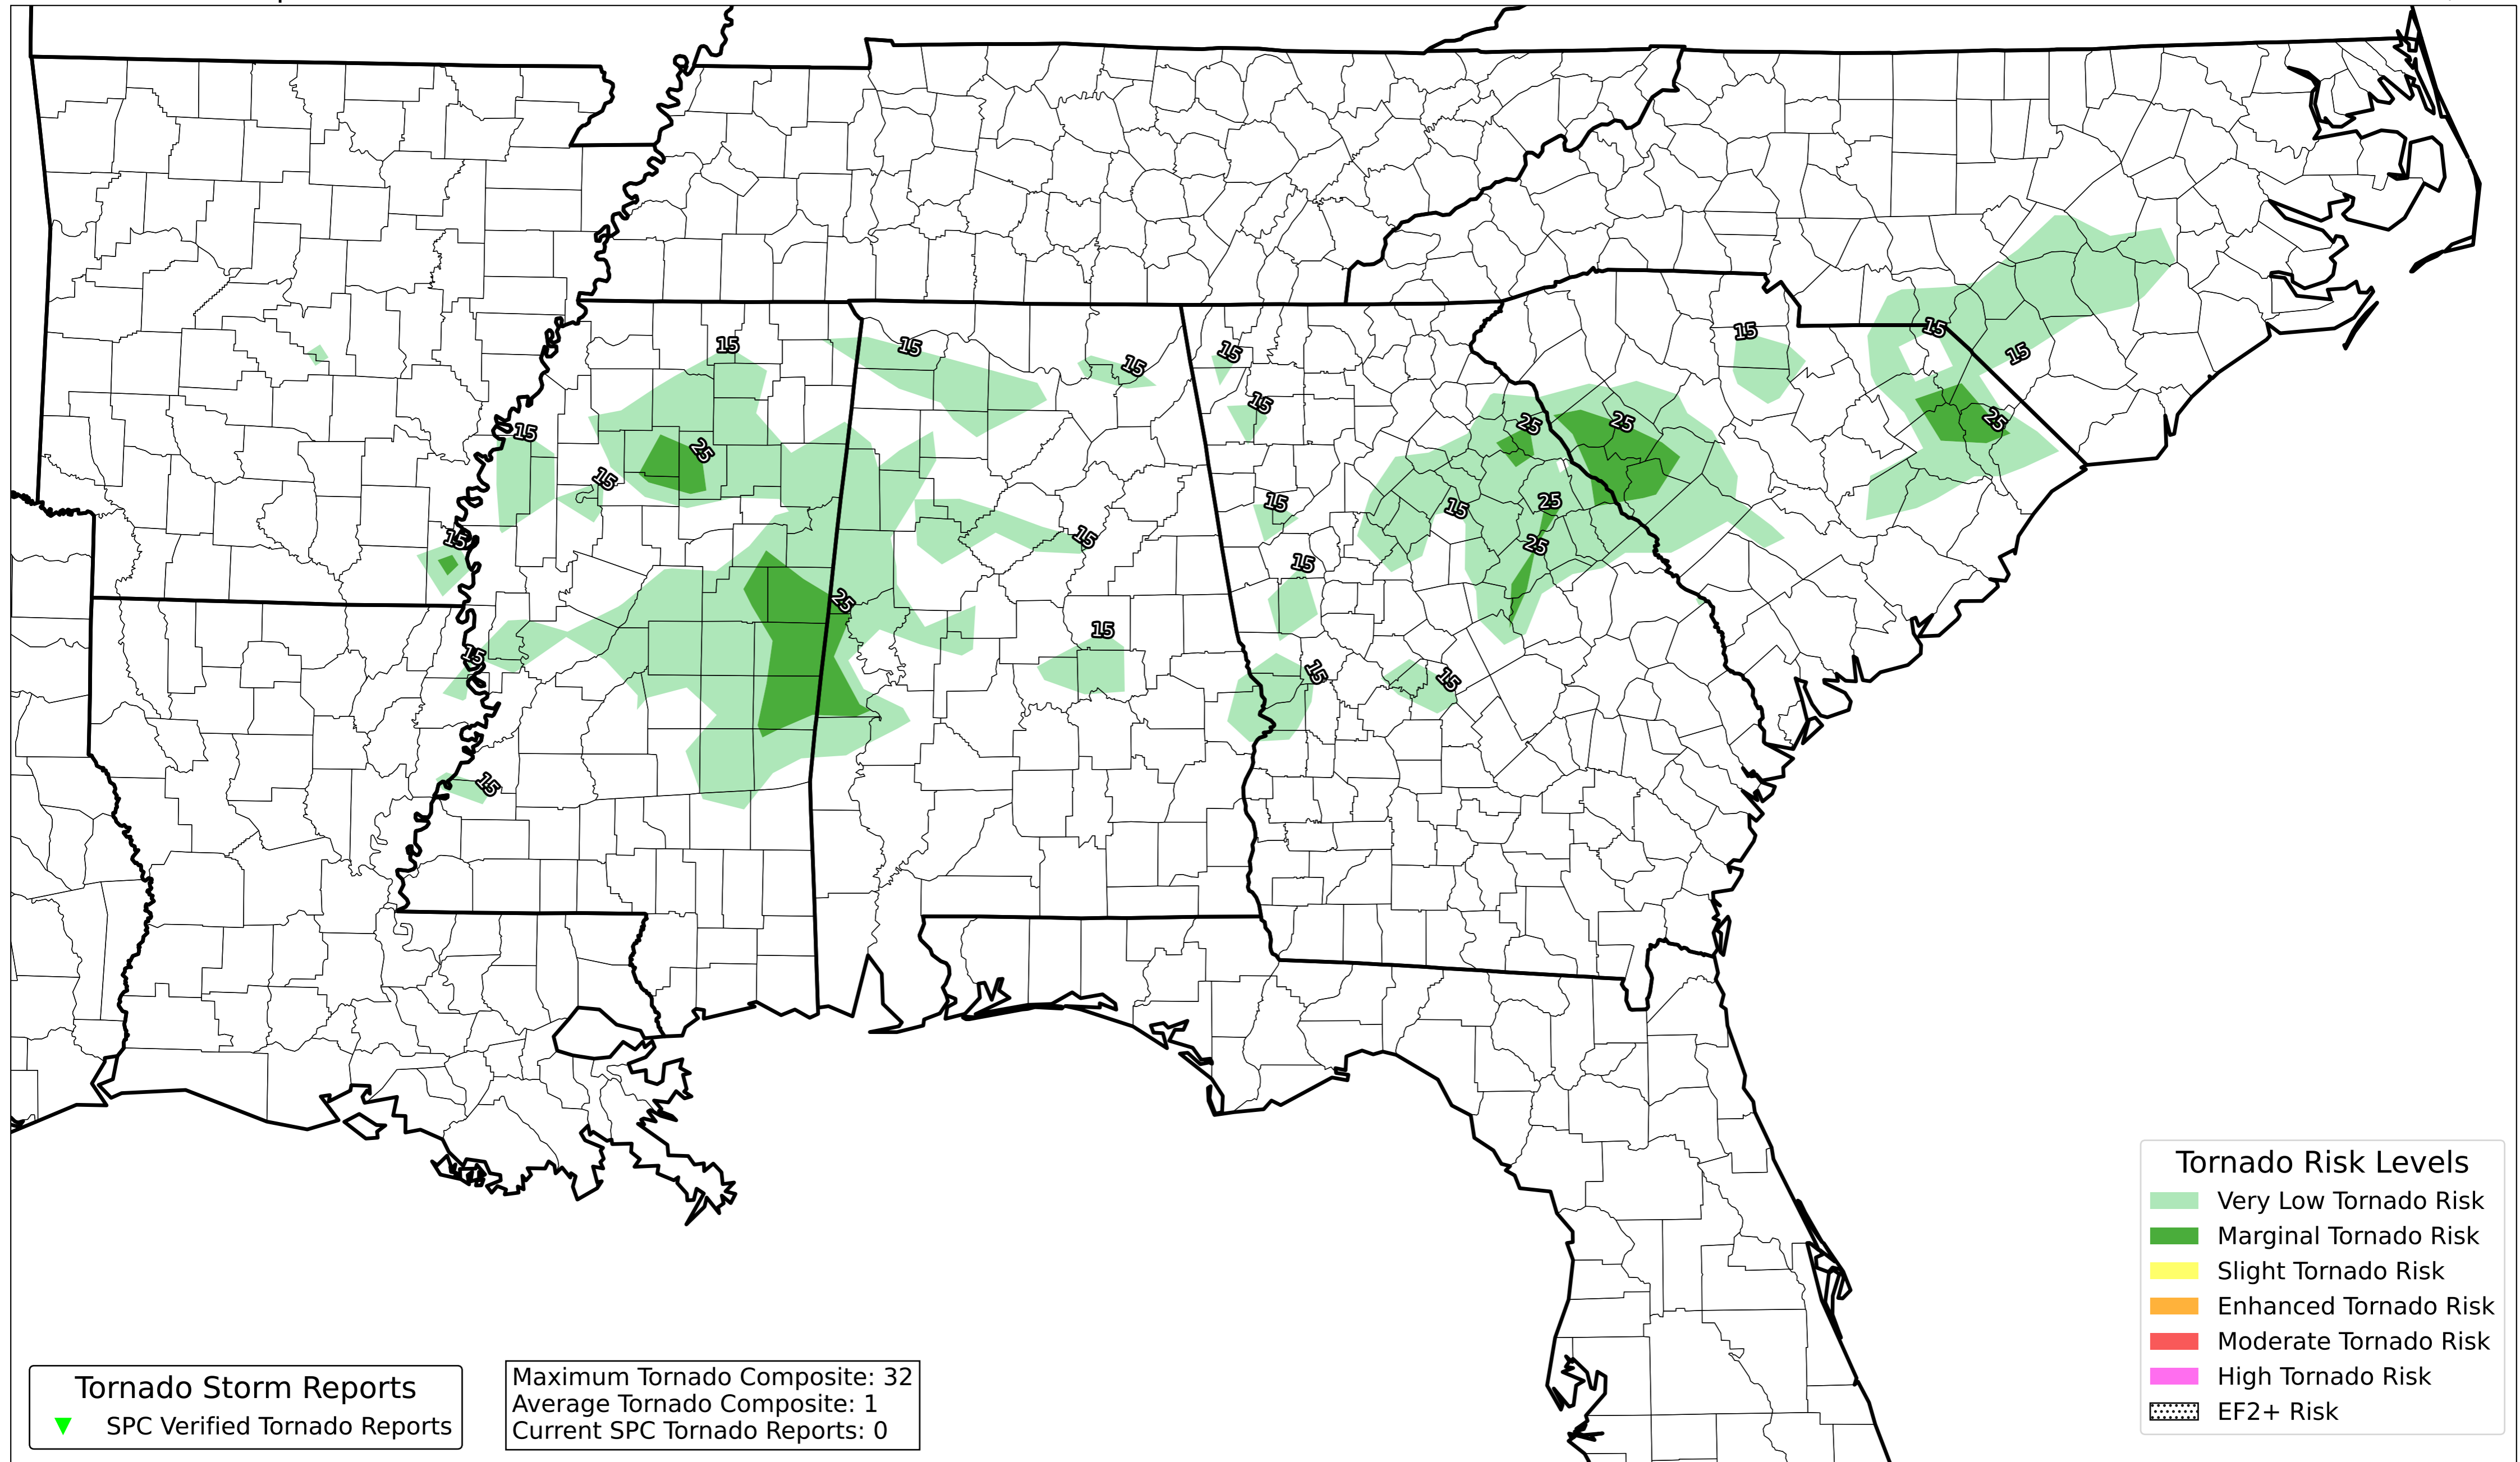 15
15
15
15
15
15
15
15
25
15
25
25
25
15
15
15
25
15
25
15
15
25
15
15
15
15
15
Tornado Risk Levels
Very Low Tornado Risk
Marginal Tornado Risk
Slight Tornado Risk
Enhanced Tornado Risk
Moderate Tornado Risk
High Tornado Risk
EF2+ Risk
Tornado Storm Reports
SPC Verified Tornado Reports
Maximum Tornado Composite: 32
Average Tornado Composite: 1
Current SPC Tornado Reports: 0